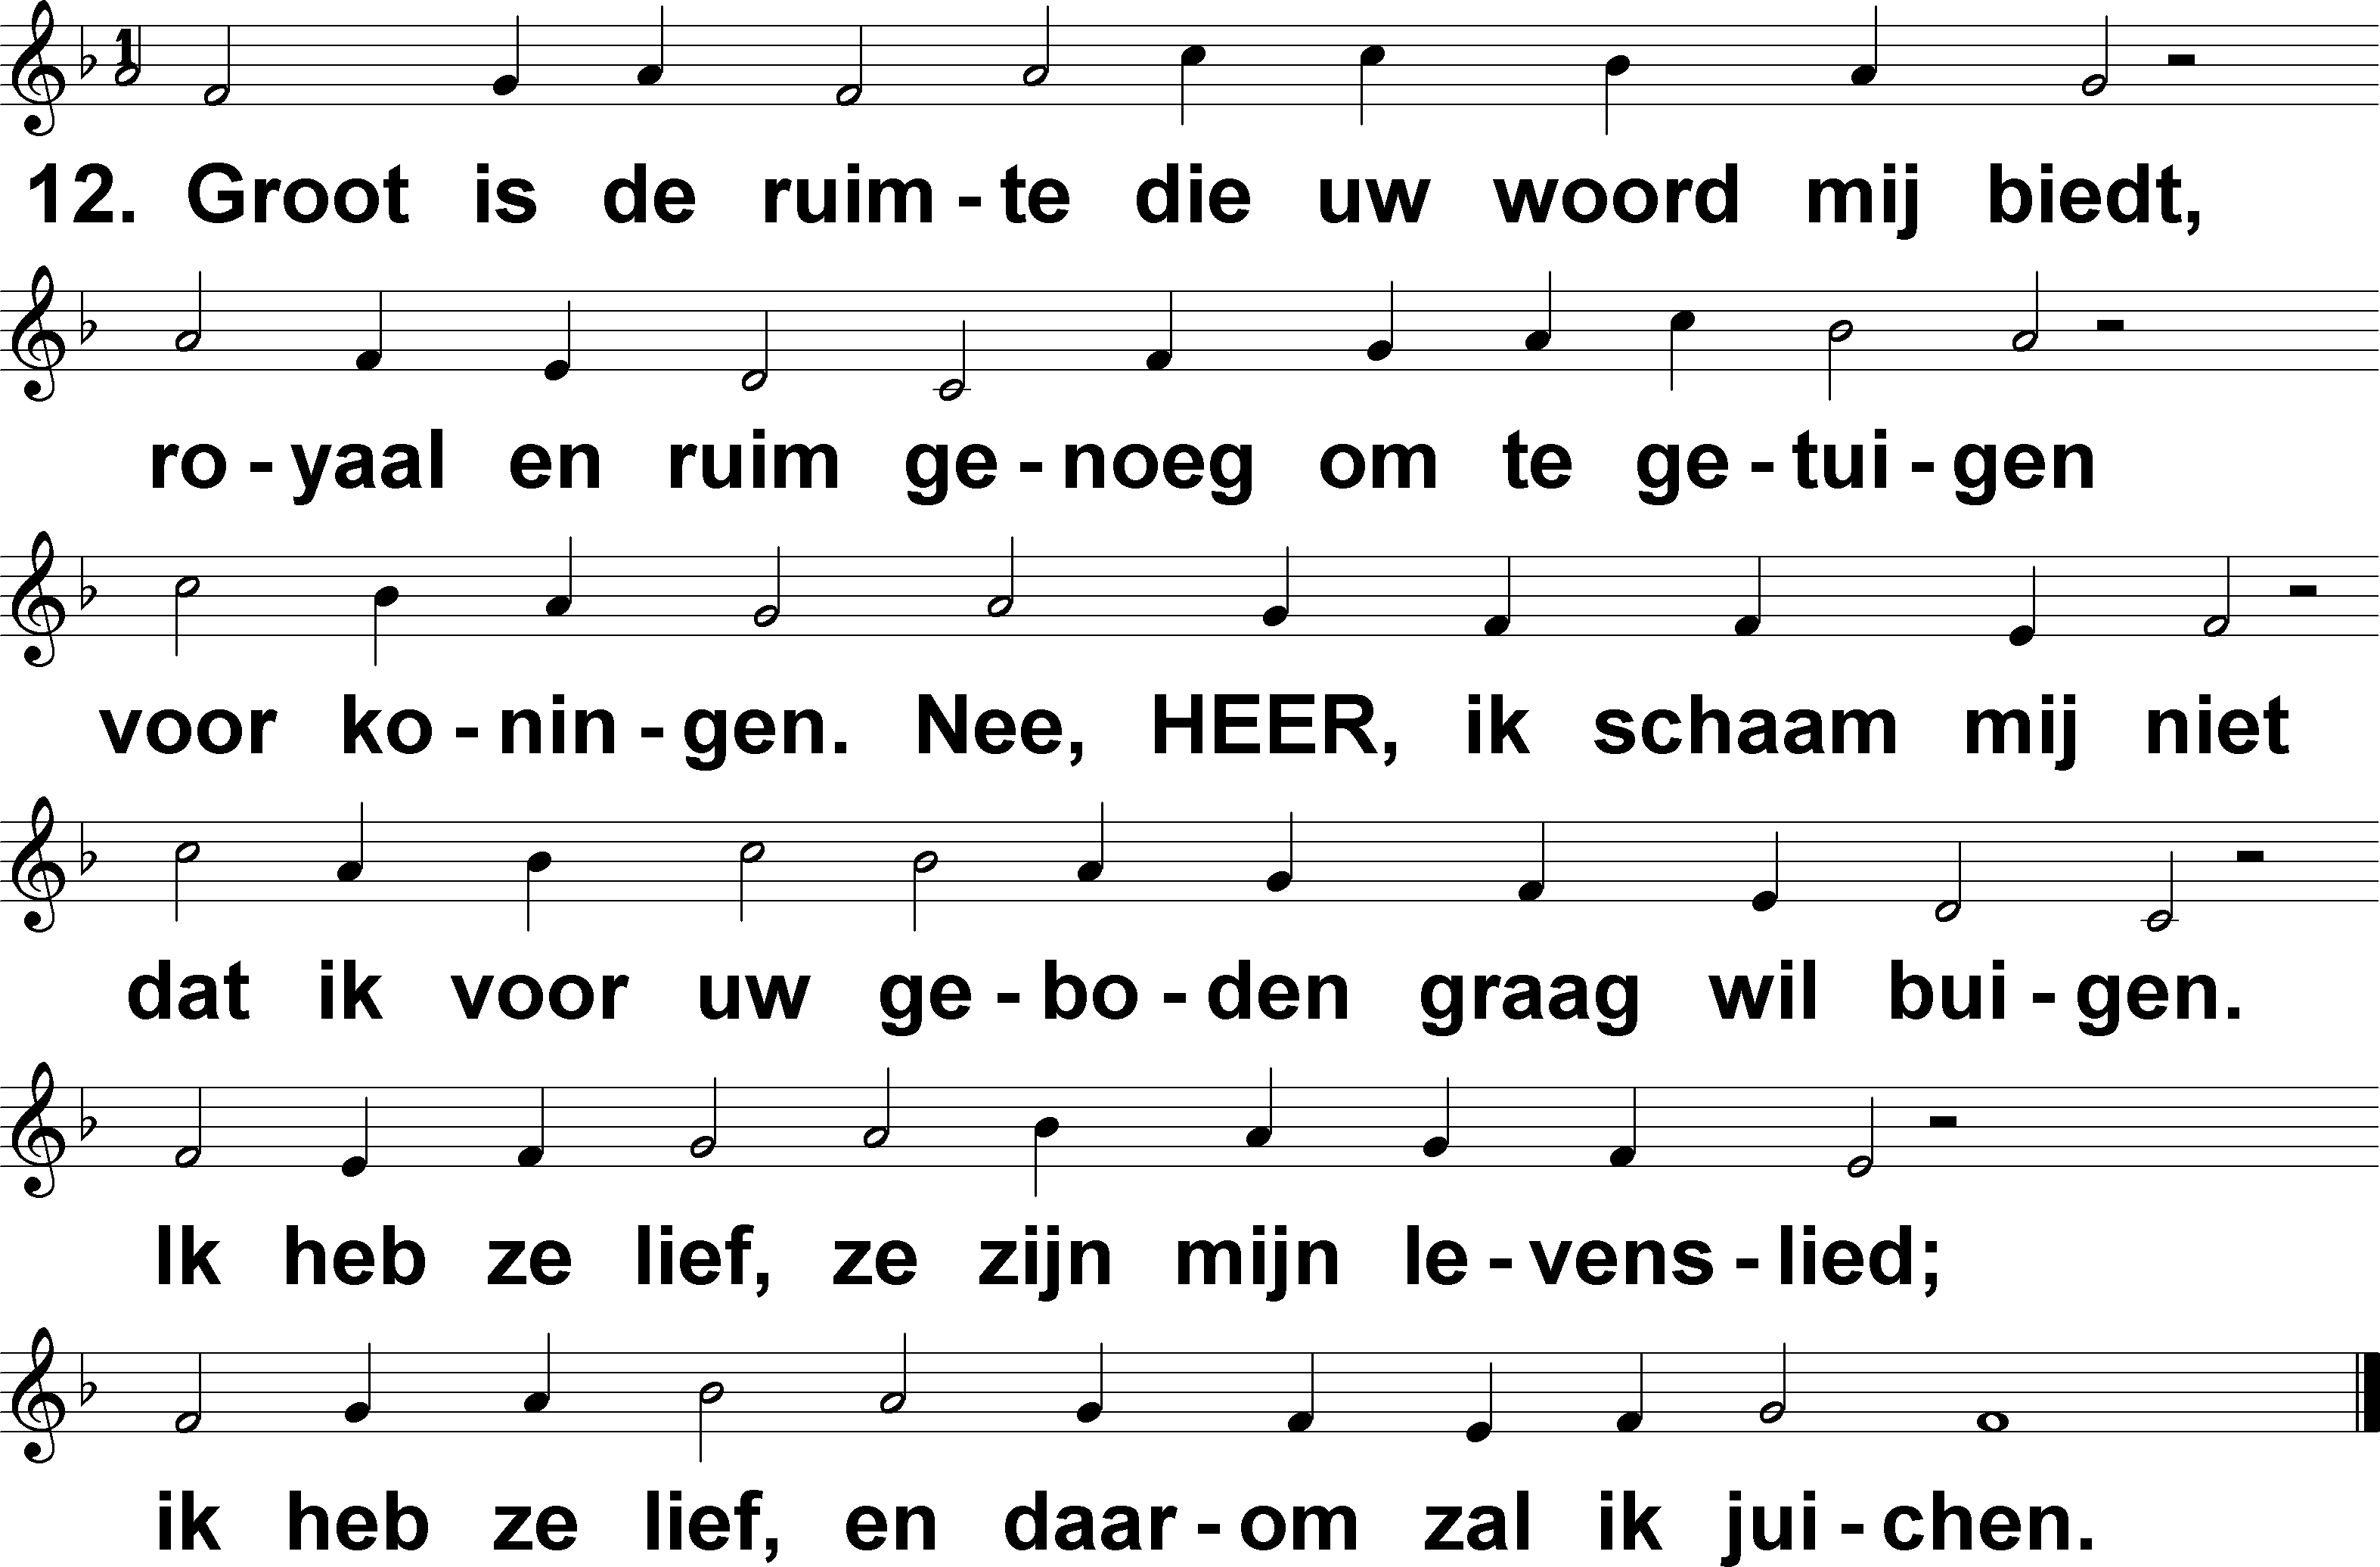 1
12. Groot is de ruim - te die uw woord mij biedt,
ro - yaal en ruim ge - noeg om te ge - tui - gen
voor ko - nin - gen. Nee, HEER, ik schaam mij niet
dat ik voor uw ge - bo - den graag wil bui - gen.
Ik heb ze lief, ze zijn mijn le - vens - lied;
ik heb ze lief, en daar - om zal ik jui - chen.